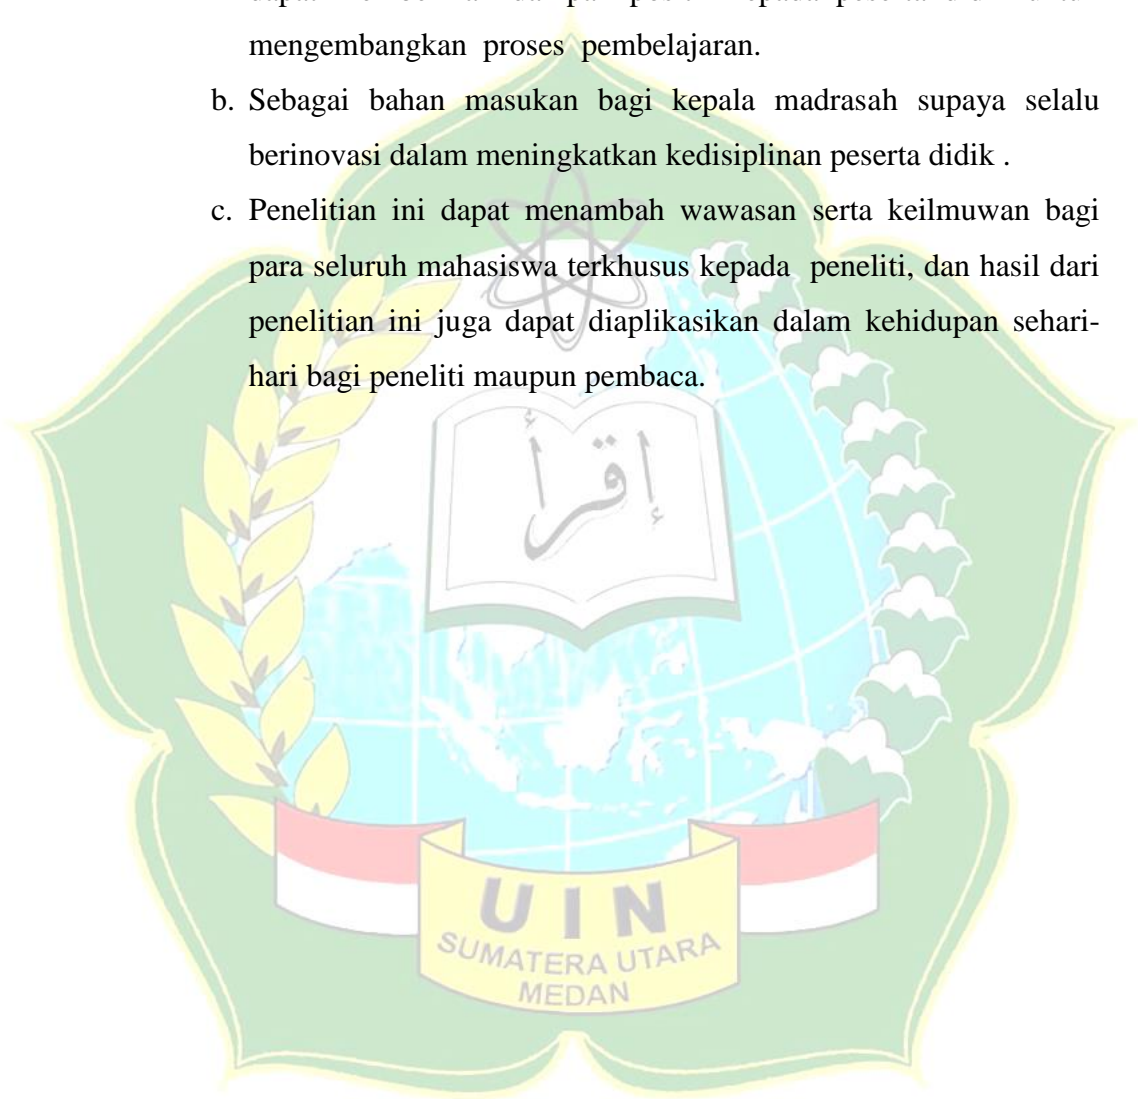 mengembangkan proses pembelajaran.
b. Sebagai bahan masukan bagi kepala madrasah supaya selalu
berinovasi dalam meningkatkan kedisiplinan peserta didik .
c. Penelitian ini dapat menambah wawasan serta keilmuwan bagi
para seluruh mahasiswa terkhusus kepada peneliti, dan hasil dari
penelitian ini juga dapat diaplikasikan dalam kehidupan sehari-
hari bagi peneliti maupun pembaca.
إقرأ
UIN
SUMATERA UTARA
MEDAN